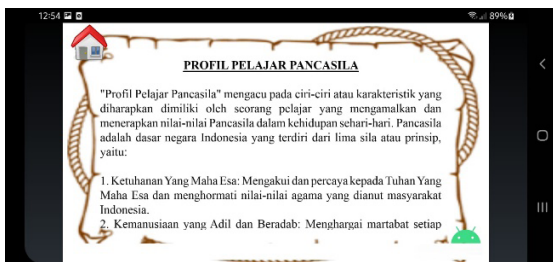 12:54
89%
PROFIL PELAJAR PANCASILA
"Profil Pelajar Pancasila" mengacu pada ciri-ciri atau karakteristik yang
diharapkan dimiliki oleh seorang pelajar yang mengamalkan dan
menerapkan nilai-nilai Pancasila dalam kehidupan sehari-hari. Pancasila
adalah dasar negara Indonesia yang terdiri dari lima sila atau prinsip,
yaitu:
1. Ketuhanan Yang Maha Esa: Mengakui dan percaya kepada Tuhan Yang
Maha Esa dan menghormati nilai-nilai agama yang dianut masyarakat
Indonesia.
2. Kemanusiaan yang Adil dan Beradab: Menghargai martabat setiap